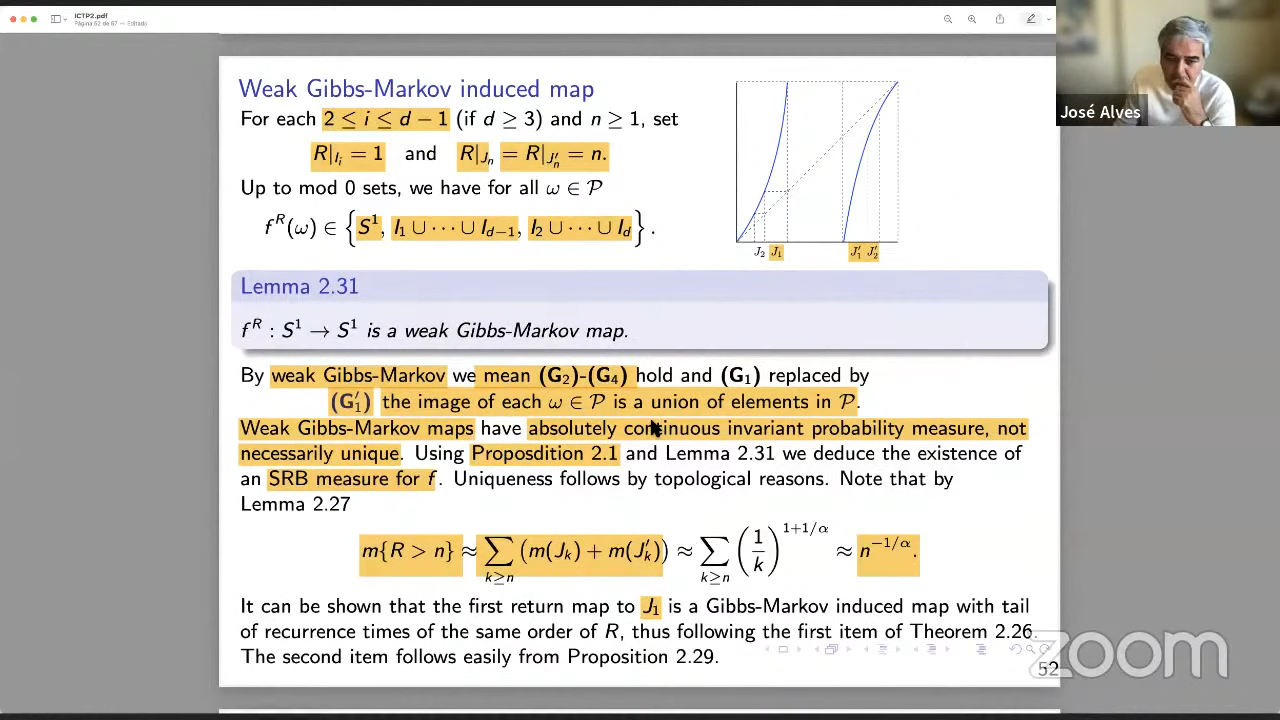 ICTP2.pdf
Página 52 de 67 — Editado
José Alves
Weak Gibbs-Markov induced map
For each 2 ≤ i ≤ d − 1 (if d ≥ 3) and n ≥ 1, set
R|_{I_i} = 1 and R|_{J_n} = R|_{J'_n} = n.
Up to mod 0 sets, we have for all ω ∈ 𝒫
f^R(ω) ∈ {S^1, I_1 ∪ ··· ∪ I_{d−1}, I_2 ∪ ··· ∪ I_d}.
J_2 J_1 J'_1 J'_2
Lemma 2.31
f^R : S^1 → S^1 is a weak Gibbs-Markov map.
By weak Gibbs-Markov we mean (G_2)-(G_4) hold and (G_1) replaced by
(G'_1) the image of each ω ∈ 𝒫 is a union of elements in 𝒫.
Weak Gibbs-Markov maps have absolutely continuous invariant probability measure, not
necessarily unique. Using Proposdition 2.1 and Lemma 2.31 we deduce the existence of
an SRB measure for f. Uniqueness follows by topological reasons. Note that by
Lemma 2.27
m{R > n} ≈ ∑_{k≥n} (m(J_k) + m(J'_k)) ≈ ∑_{k≥n} (1/k)^{1+1/α} ≈ n^{−1/α}.
It can be shown that the first return map to J_1 is a Gibbs-Markov induced map with tail
of recurrence times of the same order of R, thus following the first item of Theorem 2.26.
The second item follows easily from Proposition 2.29.
52
zoom